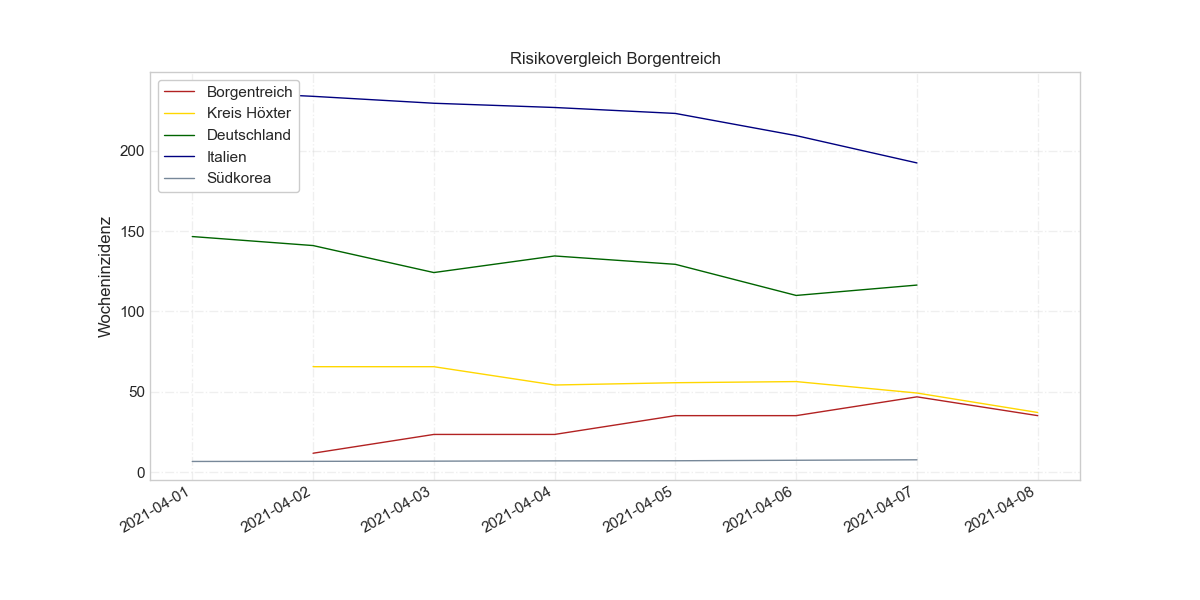 Risikovergleich Borgentreich
Borgentreich
Kreis Höxter
Deutschland
Italien
Südkorea
Wocheninzidenz
200
150
100
50
0
2021-04-01
2021-04-02
2021-04-03
2021-04-04
2021-04-05
2021-04-06
2021-04-07
2021-04-08